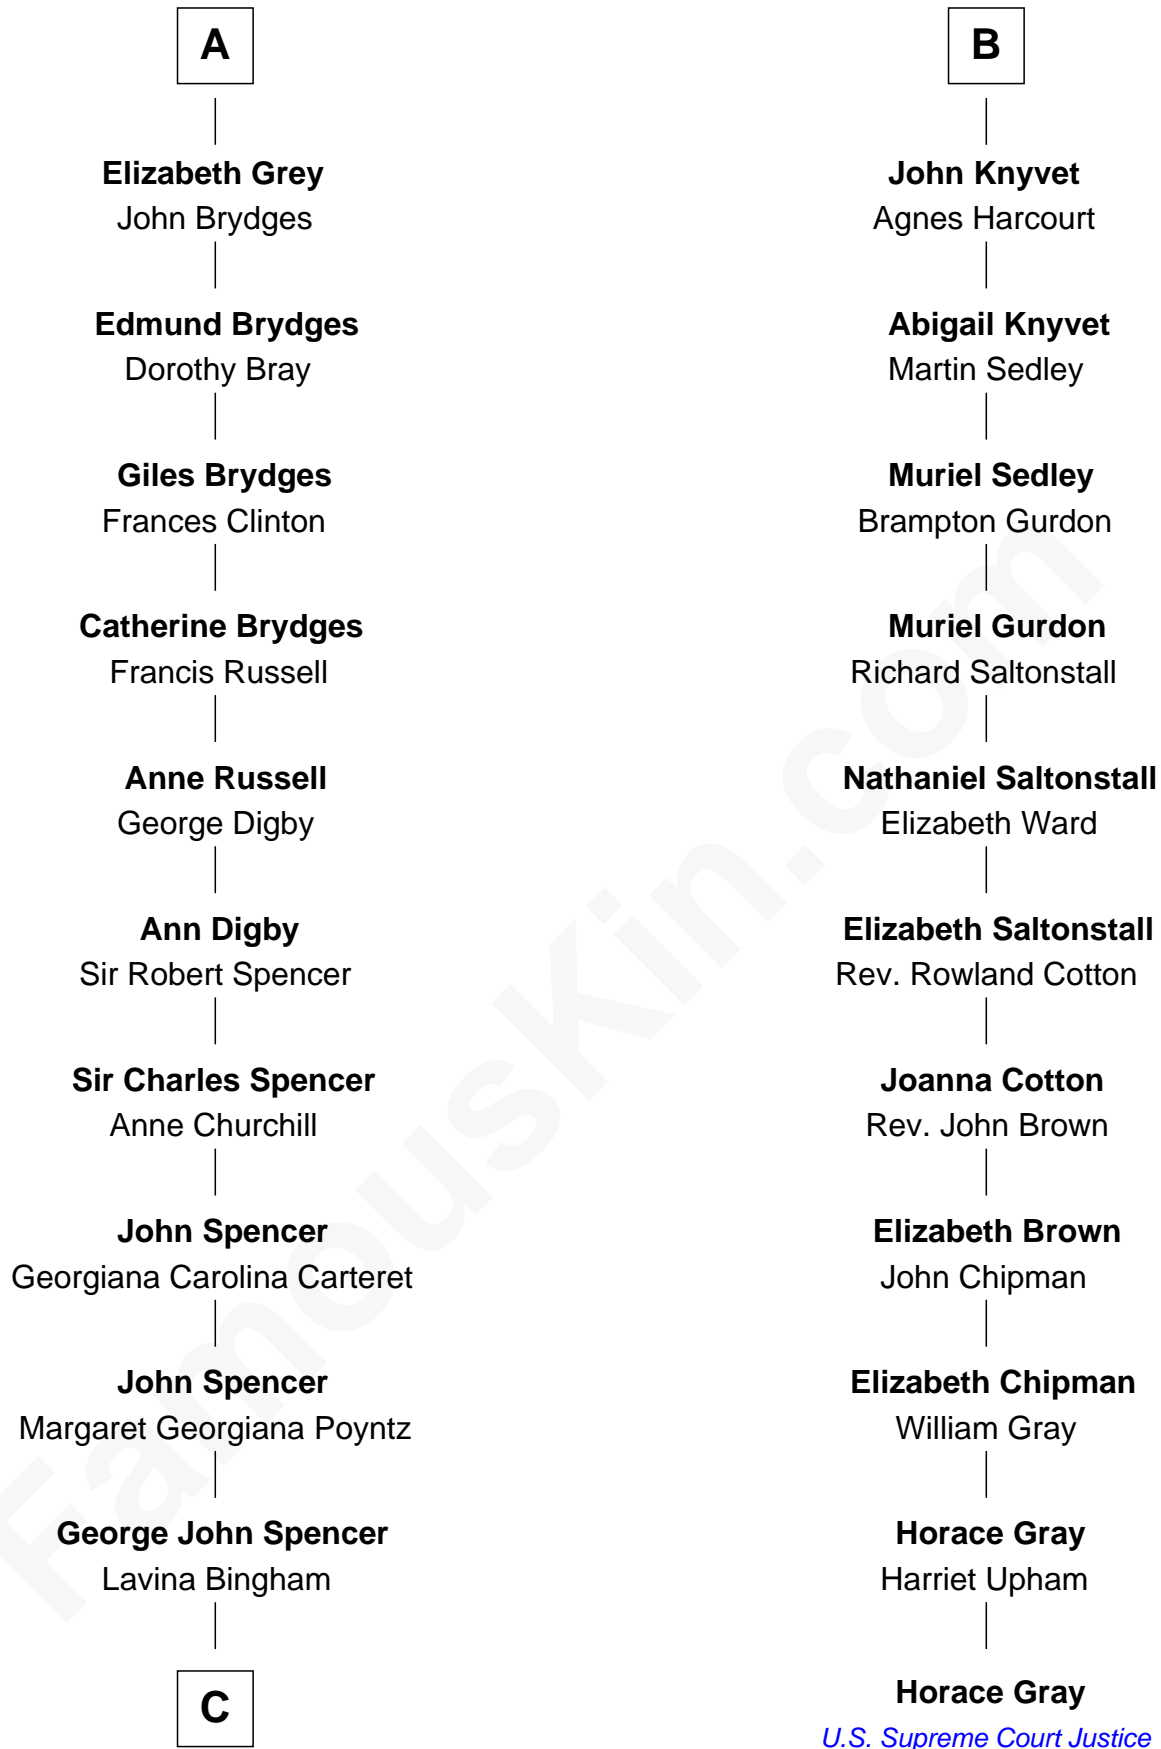 A
Elizabeth Grey
John Brydges
Edmund Brydges
Dorothy Bray
Giles Brydges
Frances Clinton
Catherine Brydges
Francis Russell
Anne Russell
George Digby
Ann Digby
Sir Robert Spencer
Sir Charles Spencer
Anne Churchill
John Spencer
Georgiana Carolina Carteret
John Spencer
Margaret Georgiana Poyntz
George John Spencer
Lavina Bingham
C
B
John Knyvet
Agnes Harcourt
Abigail Knyvet
Martin Sedley
Muriel Sedley
Brampton Gurdon
Muriel Gurdon
Richard Saltonstall
Nathaniel Saltonstall
Elizabeth Ward
Elizabeth Saltonstall
Rev. Rowland Cotton
Joanna Cotton
Rev. John Brown
Elizabeth Brown
John Chipman
Elizabeth Chipman
William Gray
Horace Gray
Harriet Upham
Horace Gray
U.S. Supreme Court Justice
FamousKin.com